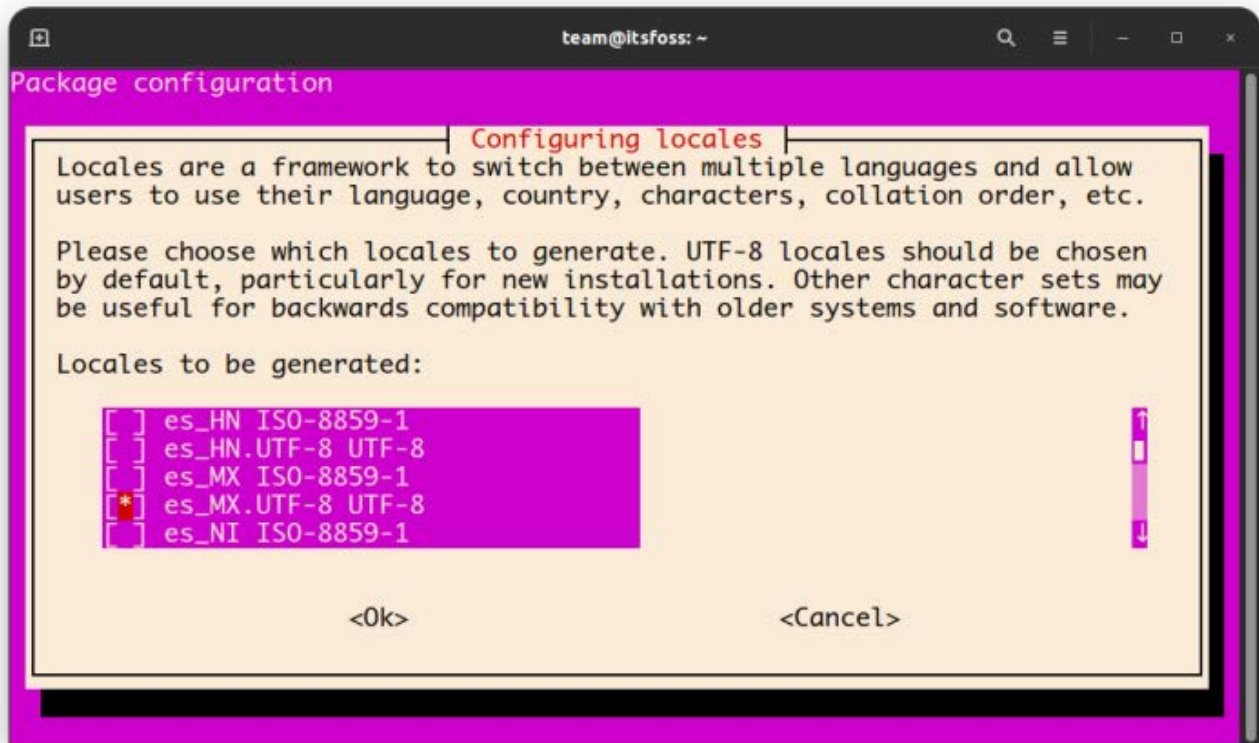 team@itsfoss: ~
Package configuration
Configuring locales
Locales are a framework to switch between multiple languages and allow
users to use their language, country, characters, collation order, etc.
Please choose which locales to generate. UTF-8 locales should be chosen
by default, particularly for new installations. Other character sets may
be useful for backwards compatibility with older systems and software.
Locales to be generated:
[ ] es_HN ISO-8859-1
[ ] es_HN.UTF-8 UTF-8
[ ] es_MX ISO-8859-1
[*] es_MX.UTF-8 UTF-8
[ ] es_NI ISO-8859-1
<Ok> <Cancel>